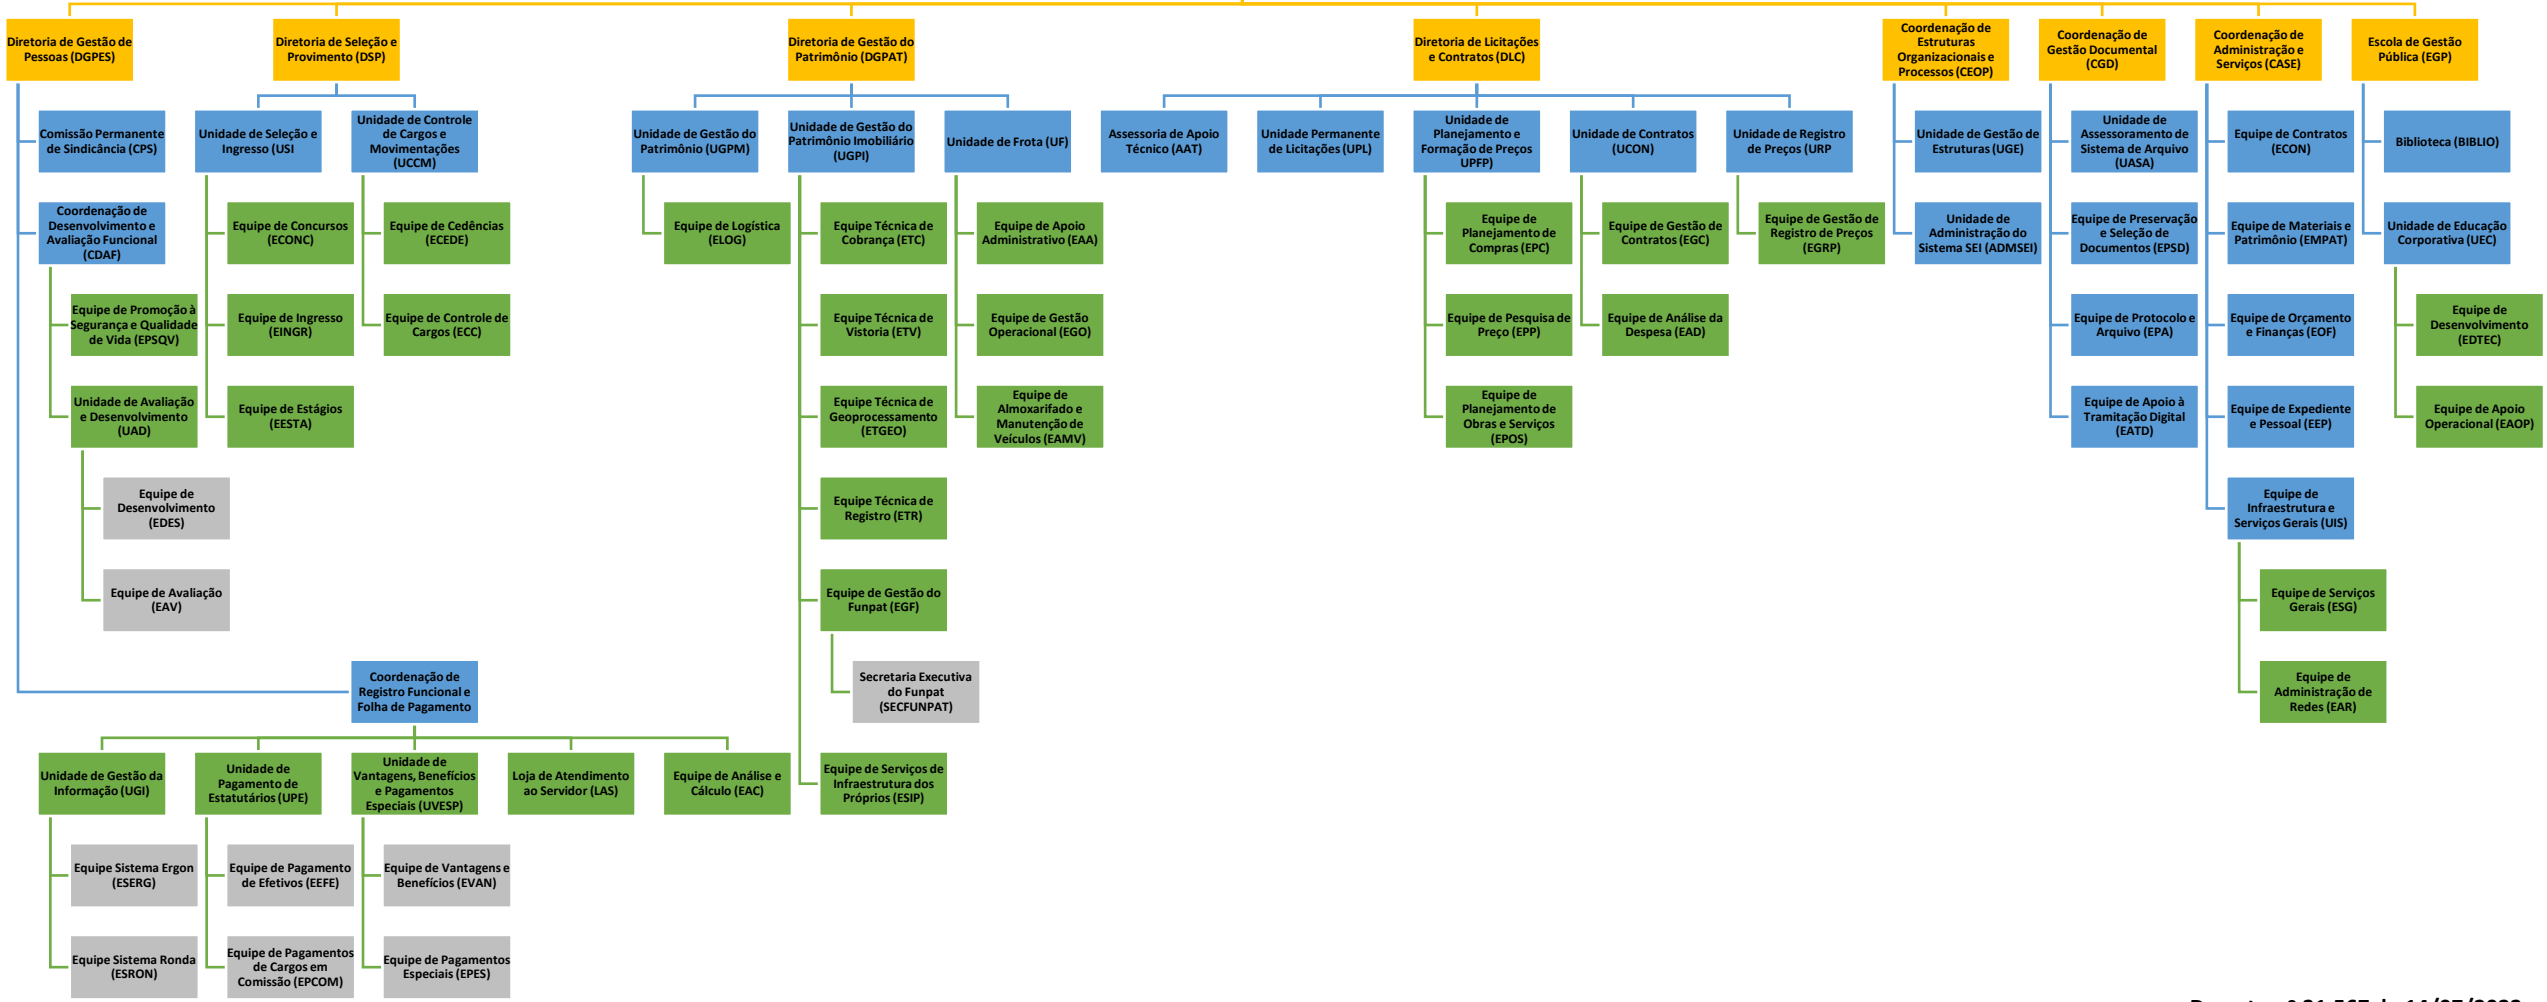 Diretoria de Gestão de
Pessoas (DGPES)
Diretoria de Seleção e
Provimento (DSP)
Diretoria de Gestão do
Patrimônio (DGPAT)
Diretoria de Licitações
e Contratos (DLC)
Coordenação de
Estruturas
Organizacionais e
Processos (CEOP)
Coordenação de
Gestão Documental
(CGD)
Coordenação de
Administração e
Serviços (CASE)
Escola de Gestão
Pública (EGP)
Comissão Permanente
de Sindicância (CPS)
Unidade de Seleção e
Ingresso (USI
Unidade de Controle
de Cargos e
Movimentações
(UCCM)
Unidade de Gestão do
Patrimônio (UGPM)
Unidade de Gestão do
Patrimônio Imobiliário
(UGPI)
Unidade de Frota (UF)
Assessoria de Apoio
Técnico (AAT)
Unidade Permanente
de Licitações (UPL)
Unidade de
Planejamento e
Formação de Preços
UPFP)
Unidade de Contratos
(UCON)
Unidade de Registro
de Preços (URP
Unidade de Gestão de
Estruturas (UGE)
Unidade de
Assessoramento de
Sistema de Arquivo
(UASA)
Equipe de Contratos
(ECON)
Biblioteca (BIBLIO)
Coordenação de
Desenvolvimento e
Avaliação Funcional
(CDAF)
Equipe de Concursos
(ECONC)
Equipe de Cedências
(ECEDE)
Equipe de Logística
(ELOG)
Equipe Técnica de
Cobrança (ETC)
Equipe de Apoio
Administrativo (EAA)
Equipe de
Planejamento de
Compras (EPC)
Equipe de Gestão de
Contratos (EGC)
Equipe de Gestão de
Registro de Preços
(EGRP)
Unidade de
Administração do
Sistema SEI (ADMSEI)
Equipe de Preservação
e Seleção de
Documentos (EPSD)
Equipe de Materiais e
Patrimônio (EMPAT)
Unidade de Educação
Corporativa (UEC)
Equipe de Promoção à
Segurança e Qualidade
de Vida (EPSQV)
Equipe de Ingresso
(EINGR)
Equipe de Controle de
Cargos (ECC)
Equipe Técnica de
Vistoria (ETV)
Equipe de Gestão
Operacional (EGO)
Equipe de Pesquisa de
Preço (EPP)
Equipe de Análise da
Despesa (EAD)
Equipe de Protocolo e
Arquivo (EPA)
Equipe de Orçamento
e Finanças (EOF)
Equipe de
Desenvolvimento
(EDTEC)
Unidade de Avaliação
e Desenvolvimento
(UAD)
Equipe de Estágios
(EESTA)
Equipe Técnica de
Geoprocessamento
(ETGEO)
Equipe de
Almoxarifado e
Manutenção de
Veículos (EAMV)
Equipe de
Planejamento de
Obras e Serviços
(EPOS)
Equipe de Apoio à
Tramitação Digital
(EATD)
Equipe de Expediente
e Pessoal (EEP)
Equipe de Apoio
Operacional (EAOP)
Equipe de
Desenvolvimento
(EDES)
Equipe Técnica de
Registro (ETR)
Equipe de
Infraestrutura e
Serviços Gerais (UIS)
Equipe de Avaliação
(EAV)
Equipe de Gestão do
Funpat (EGF)
Equipe de Serviços
Gerais (ESG)
Coordenação de
Registro Funcional e
Folha de Pagamento
Secretaria Executiva
do Funpat
(SECFUNPAT)
Equipe de
Administração de
Redes (EAR)
Unidade de Gestão da
Informação (UGI)
Unidade de
Pagamento de
Estatutários (UPE)
Unidade de
Vantagens, Benefícios
e Pagamentos
Especiais (UVESP)
Loja de Atendimento
ao Servidor (LAS)
Equipe de Análise e
Cálculo (EAC)
Equipe de Serviços de
Infraestrutura dos
Próprios (ESIP)
Equipe Sistema Ergon
(ESERG)
Equipe de Pagamento
de Efetivos (EEFE)
Equipe de Vantagens e
Benefícios (EVAN)
Equipe Sistema Ronda
(ESRON)
Equipe de Pagamentos
de Cargos em
Comissão (EPCOM)
Equipe de Pagamentos
Especiais (EPES)